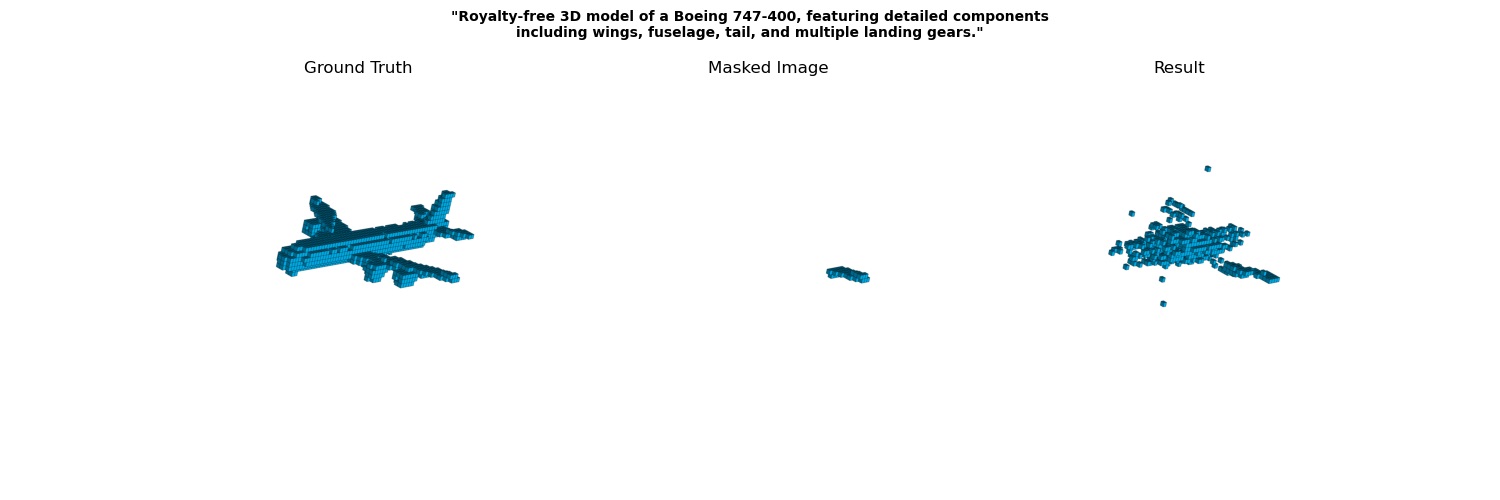 "Royalty-free 3D model of a Boeing 747-400, featuring detailed components
including wings, fuselage, tail, and multiple landing gears."
Ground Truth
Masked Image
Result